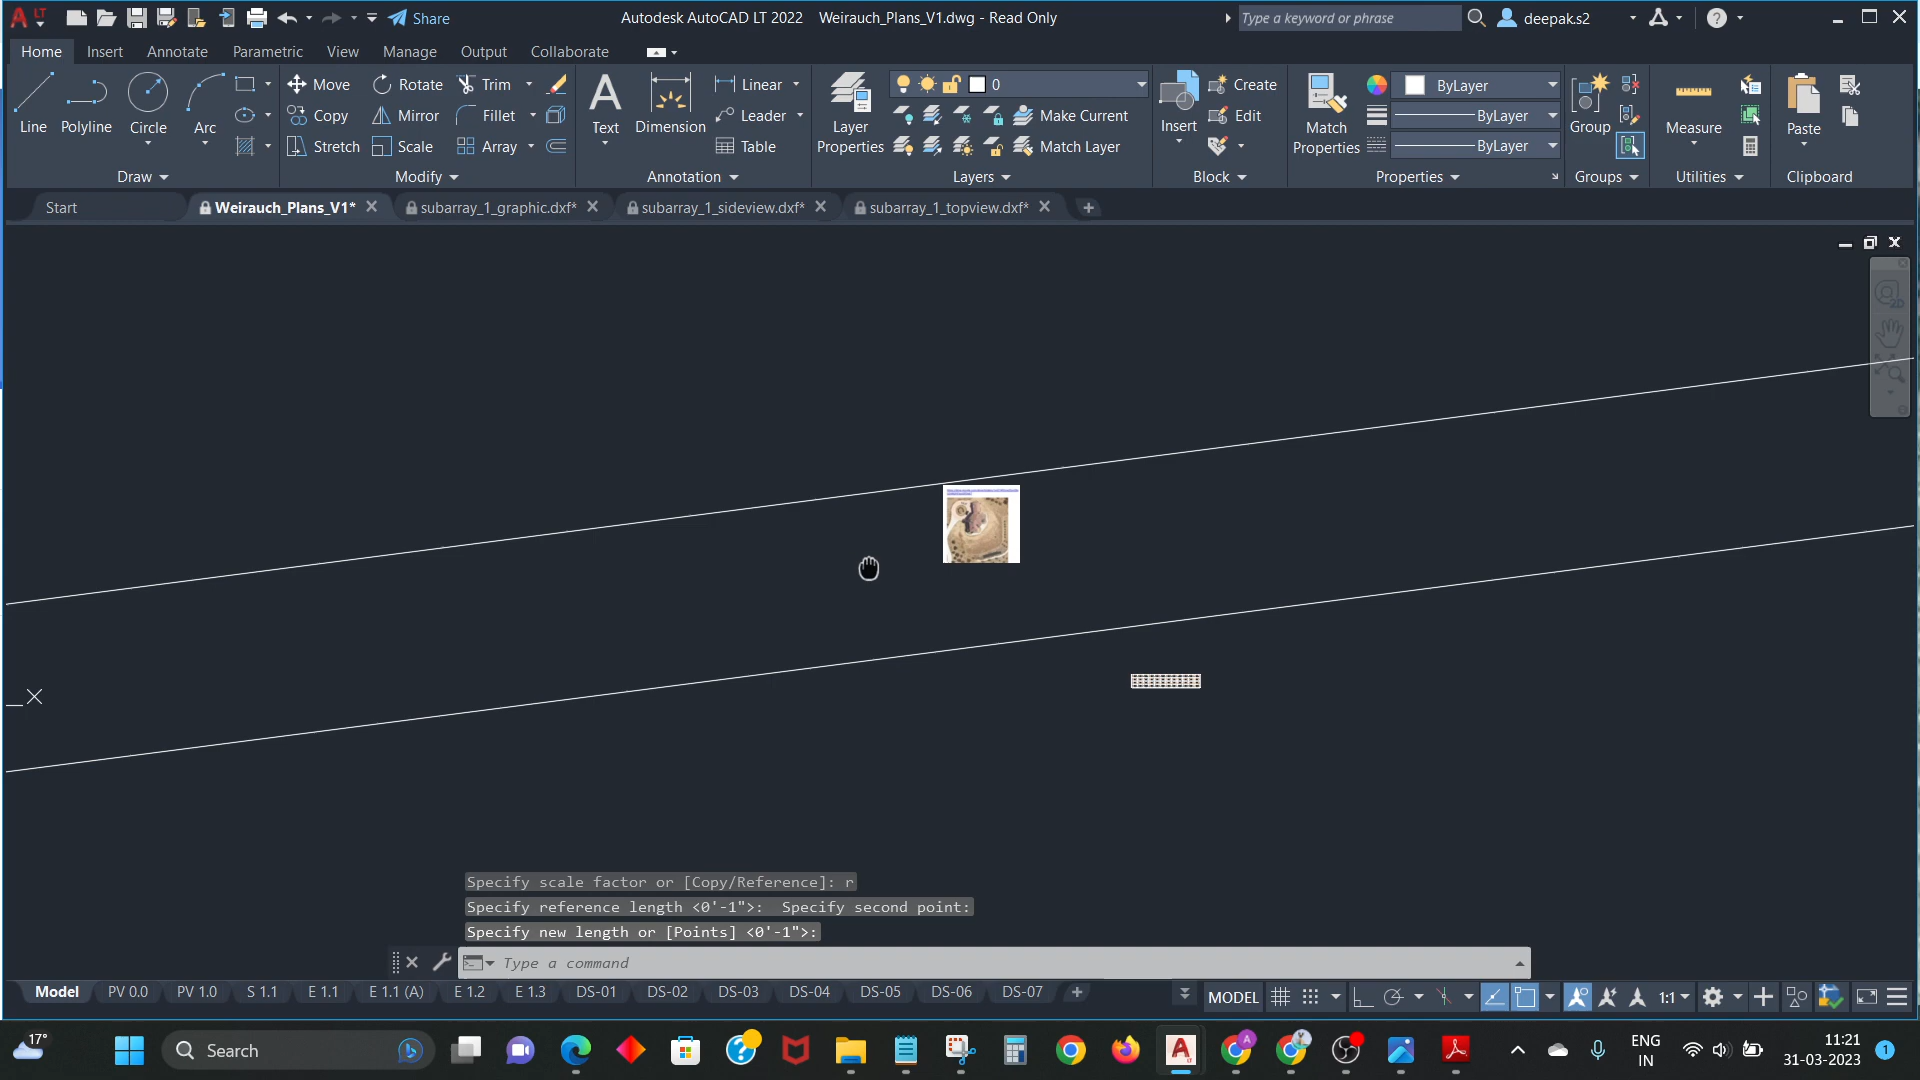 LT
Share
Autodesk AutoCAD LT 2022 Weirauch_Plans_V1.dwg - Read Only
Type a keyword or phrase
deepak.s2
Home Insert Annotate Parametric View Manage Output Collaborate
Line Polyline Circle Arc
Move Rotate Trim
Copy Mirror Fillet
Stretch Scale Array
Text Dimension
Linear
Leader
Table
Layer Properties
0
Make Current
Match Layer
Insert
Create
Edit
Match Properties
ByLayer
ByLayer
ByLayer
Group
Measure
Paste
Draw Modify Annotation Layers Block Properties Groups Utilities Clipboard
Start Weirauch_Plans_V1* subarray_1_graphic.dxf* subarray_1_sideview.dxf* subarray_1_topview.dxf*
2D
Specify scale factor or [Copy/Reference]: r
Specify reference length <0'-1">: Specify second point:
Specify new length or [Points] <0'-1">:
Type a command
Model PV 0.0 PV 1.0 S 1.1 E 1.1 E 1.1 (A) E 1.2 E 1.3 DS-01 DS-02 DS-03 DS-04 DS-05 DS-06 DS-07
MODEL 1:1
17°
Search
ENG
IN
11:21
31-03-2023
1